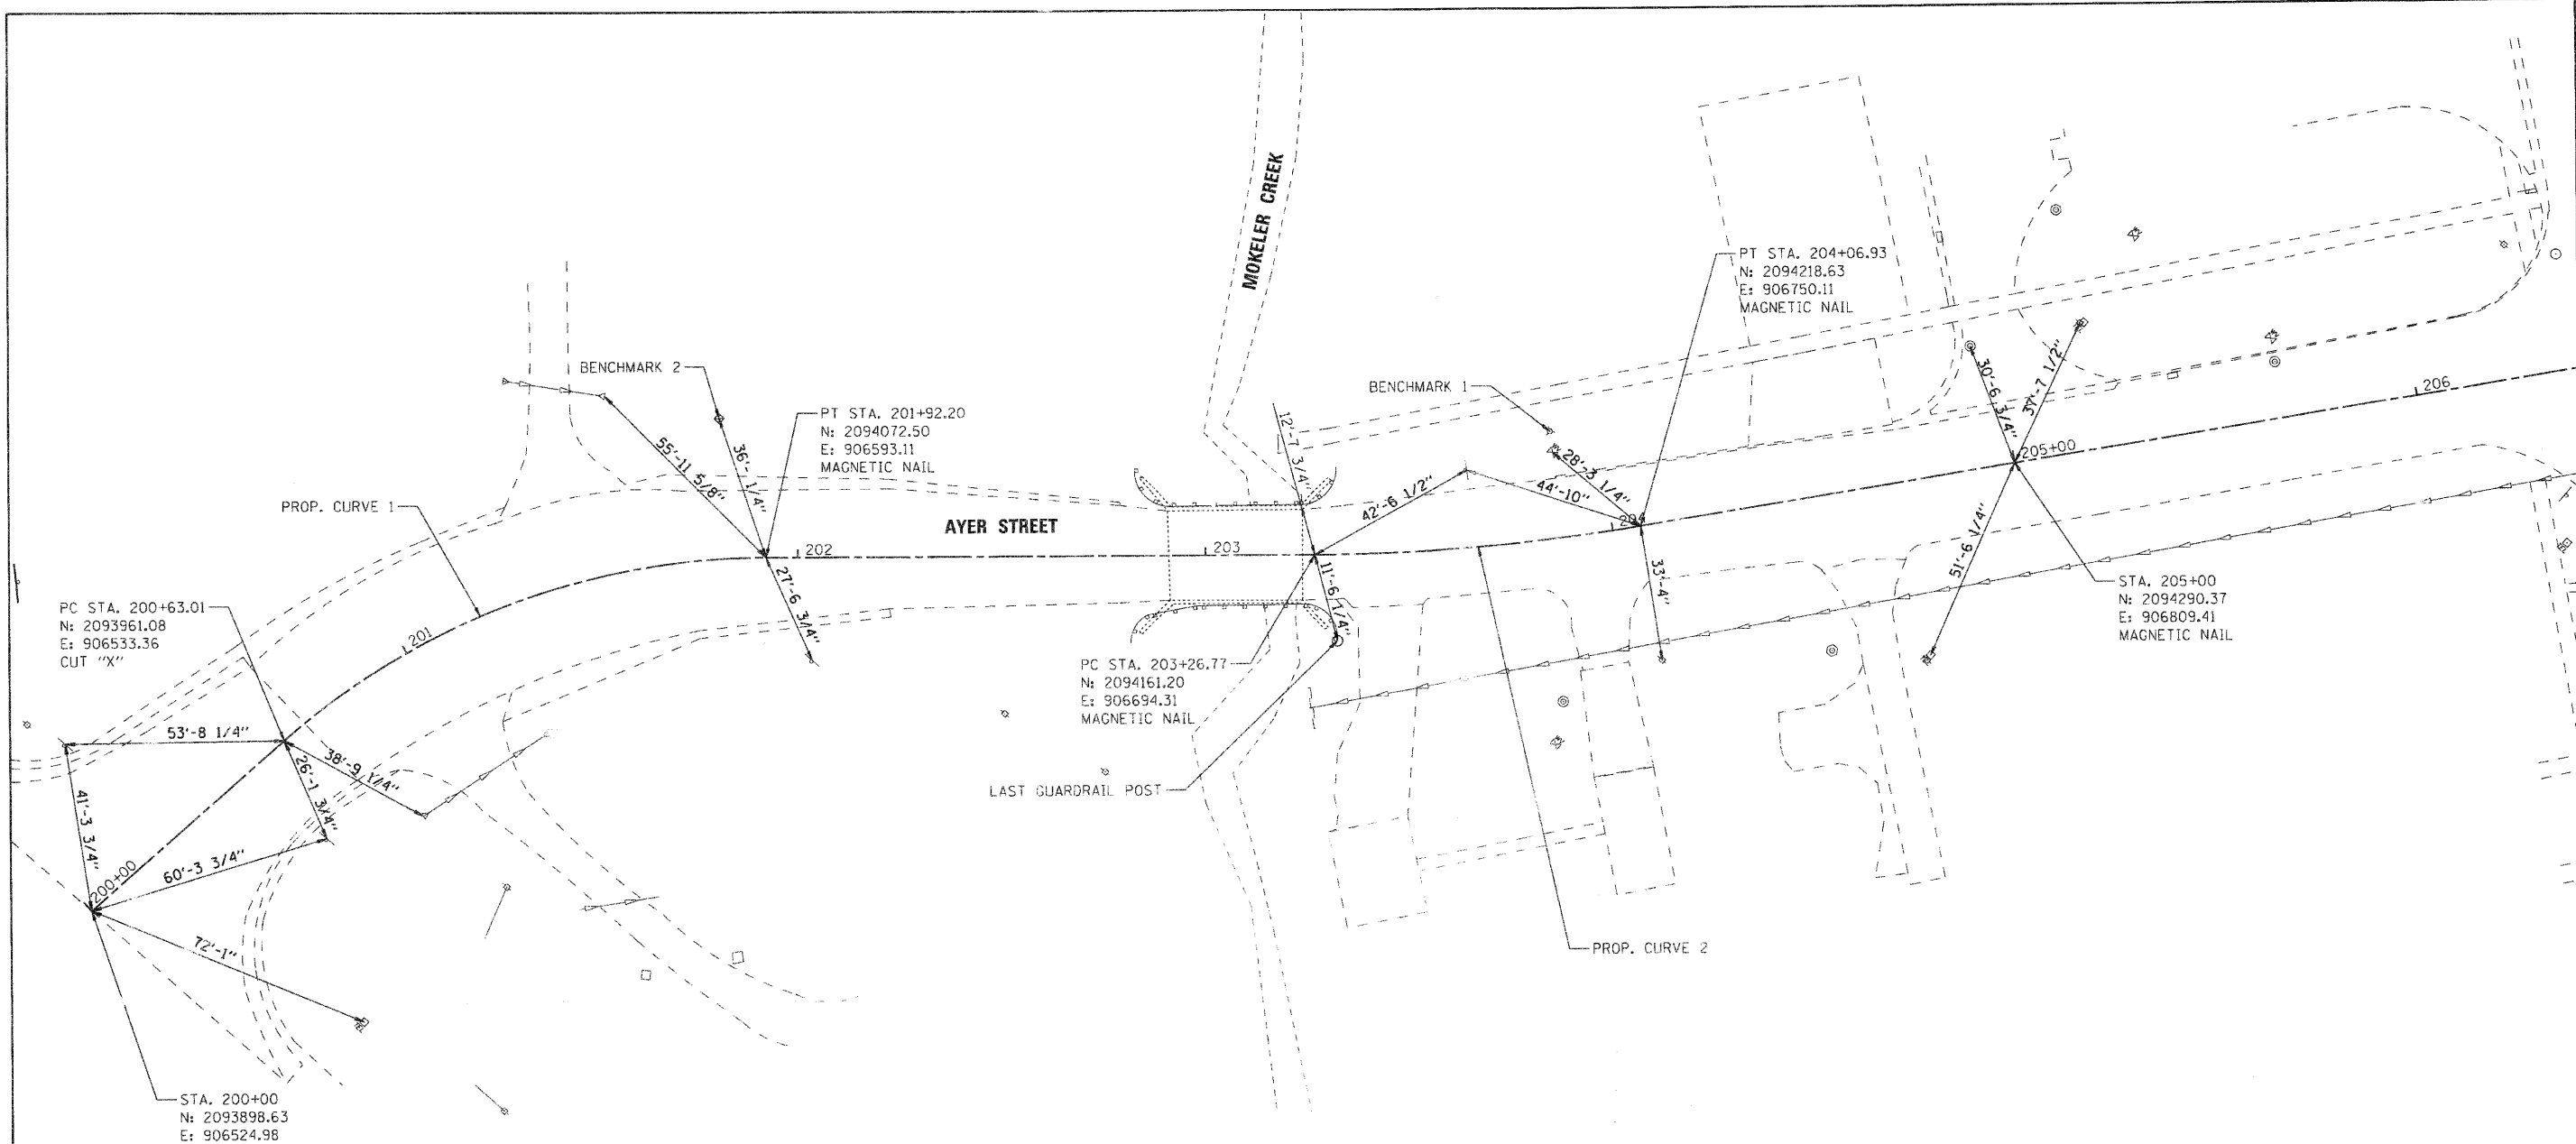 MOKELER CREEK
PT STA. 204+06.93
N: 2094218.63
E: 906750.11
MAGNETIC NAIL
BENCHMARK 2
BENCHMARK 1
30'-6 3/4"
37'-7 1/2"
206
PT STA. 201+92.20
N: 2094072.50
E: 906593.11
MAGNETIC NAIL
55'-11 5/8"
36'- 1/4"
12'-7 3/4"
28'-3 1/4"
42'-6 1/2"
44'-10"
205+00
PROP. CURVE 1
AYER STREET
202
203
204
27'-6 3/4"
11'-6 1/4"
33'-4"
51'-6 1/4"
STA. 205+00
N: 2094290.37
E: 906809.41
MAGNETIC NAIL
PC STA. 200+63.01
N: 2093961.08
E: 906533.36
CUT "X"
201
PC STA. 203+26.77
N: 2094161.20
E: 906694.31
MAGNETIC NAIL
53'-8 1/4"
38'-9 1/4"
26'-1 3/4"
41'-3 3/4"
LAST GUARDRAIL POST
60'-3 3/4"
200+00
72'-1"
PROP. CURVE 2
STA. 200+00
N: 2093898.63
E: 906524.98